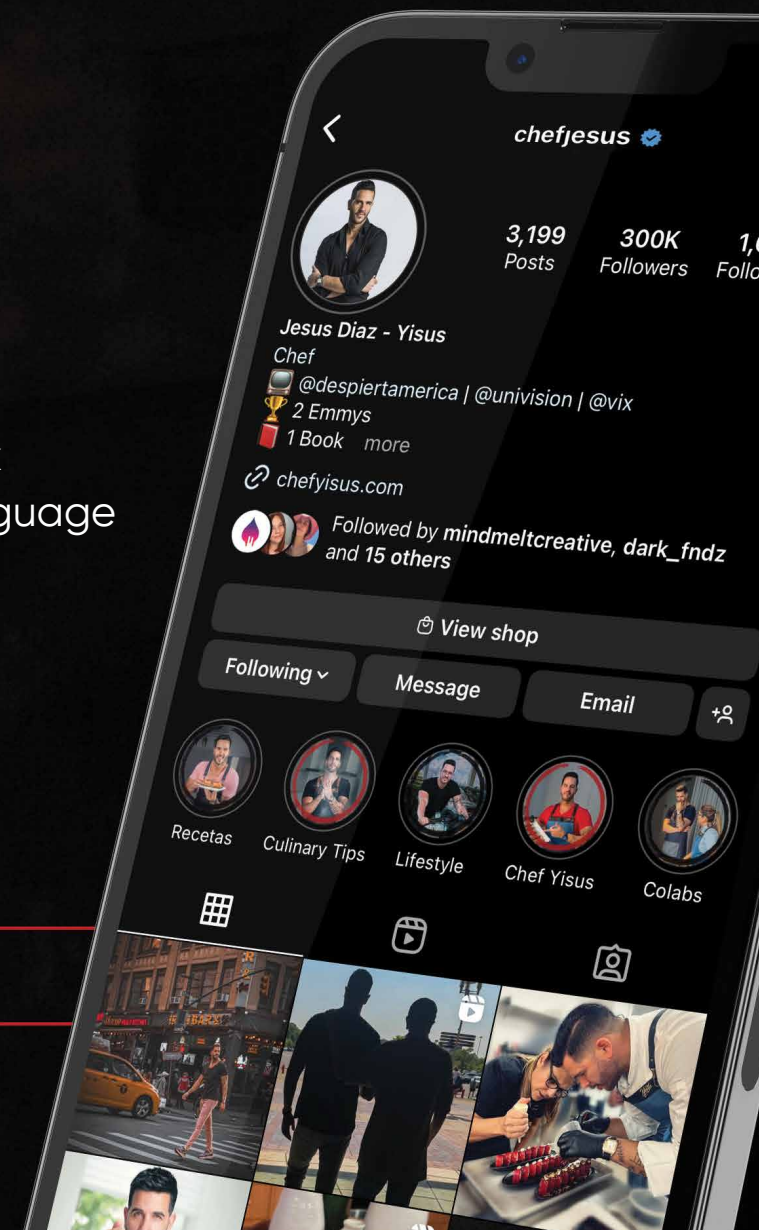 chefjesus
3,199 300K
Posts Followers
Jesus Diaz - Yisus
Chef
@despiertamerica | @univision | @vix
2 Emmys
1 Book more
chefyisus.com
Followed by mindmeltcreative, dark_fndz
and 15 others
guage
View shop
Following Message Email
Recetas Culinary Tips Lifestyle Chef Yisus Colabs